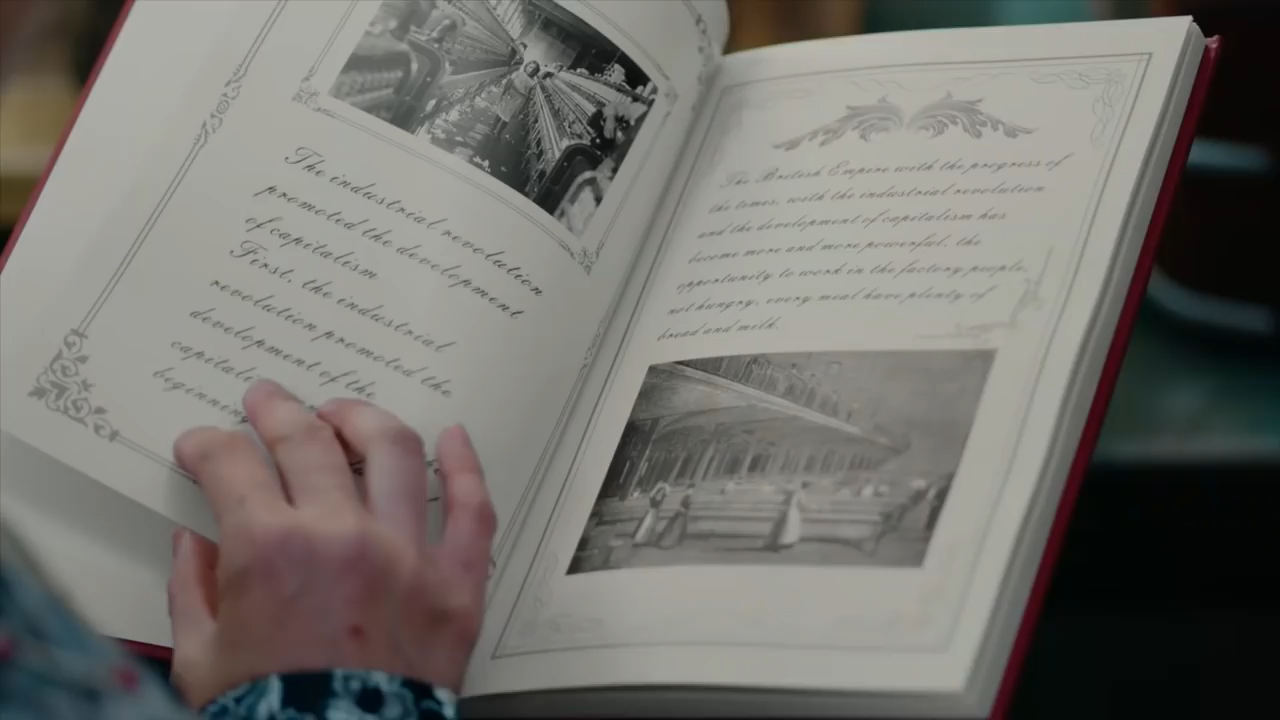 The industrial revolution
promoted the development
of capitalism
First, the industrial
revolution promoted the
development of the
beginning
The British Empire with the progress of
the times, with the industrial revolution
and the development of capitalism has
become more and more powerful, the
opportunity to work in the factory people,
not hungry, every meal have plenty of
bread and milk.